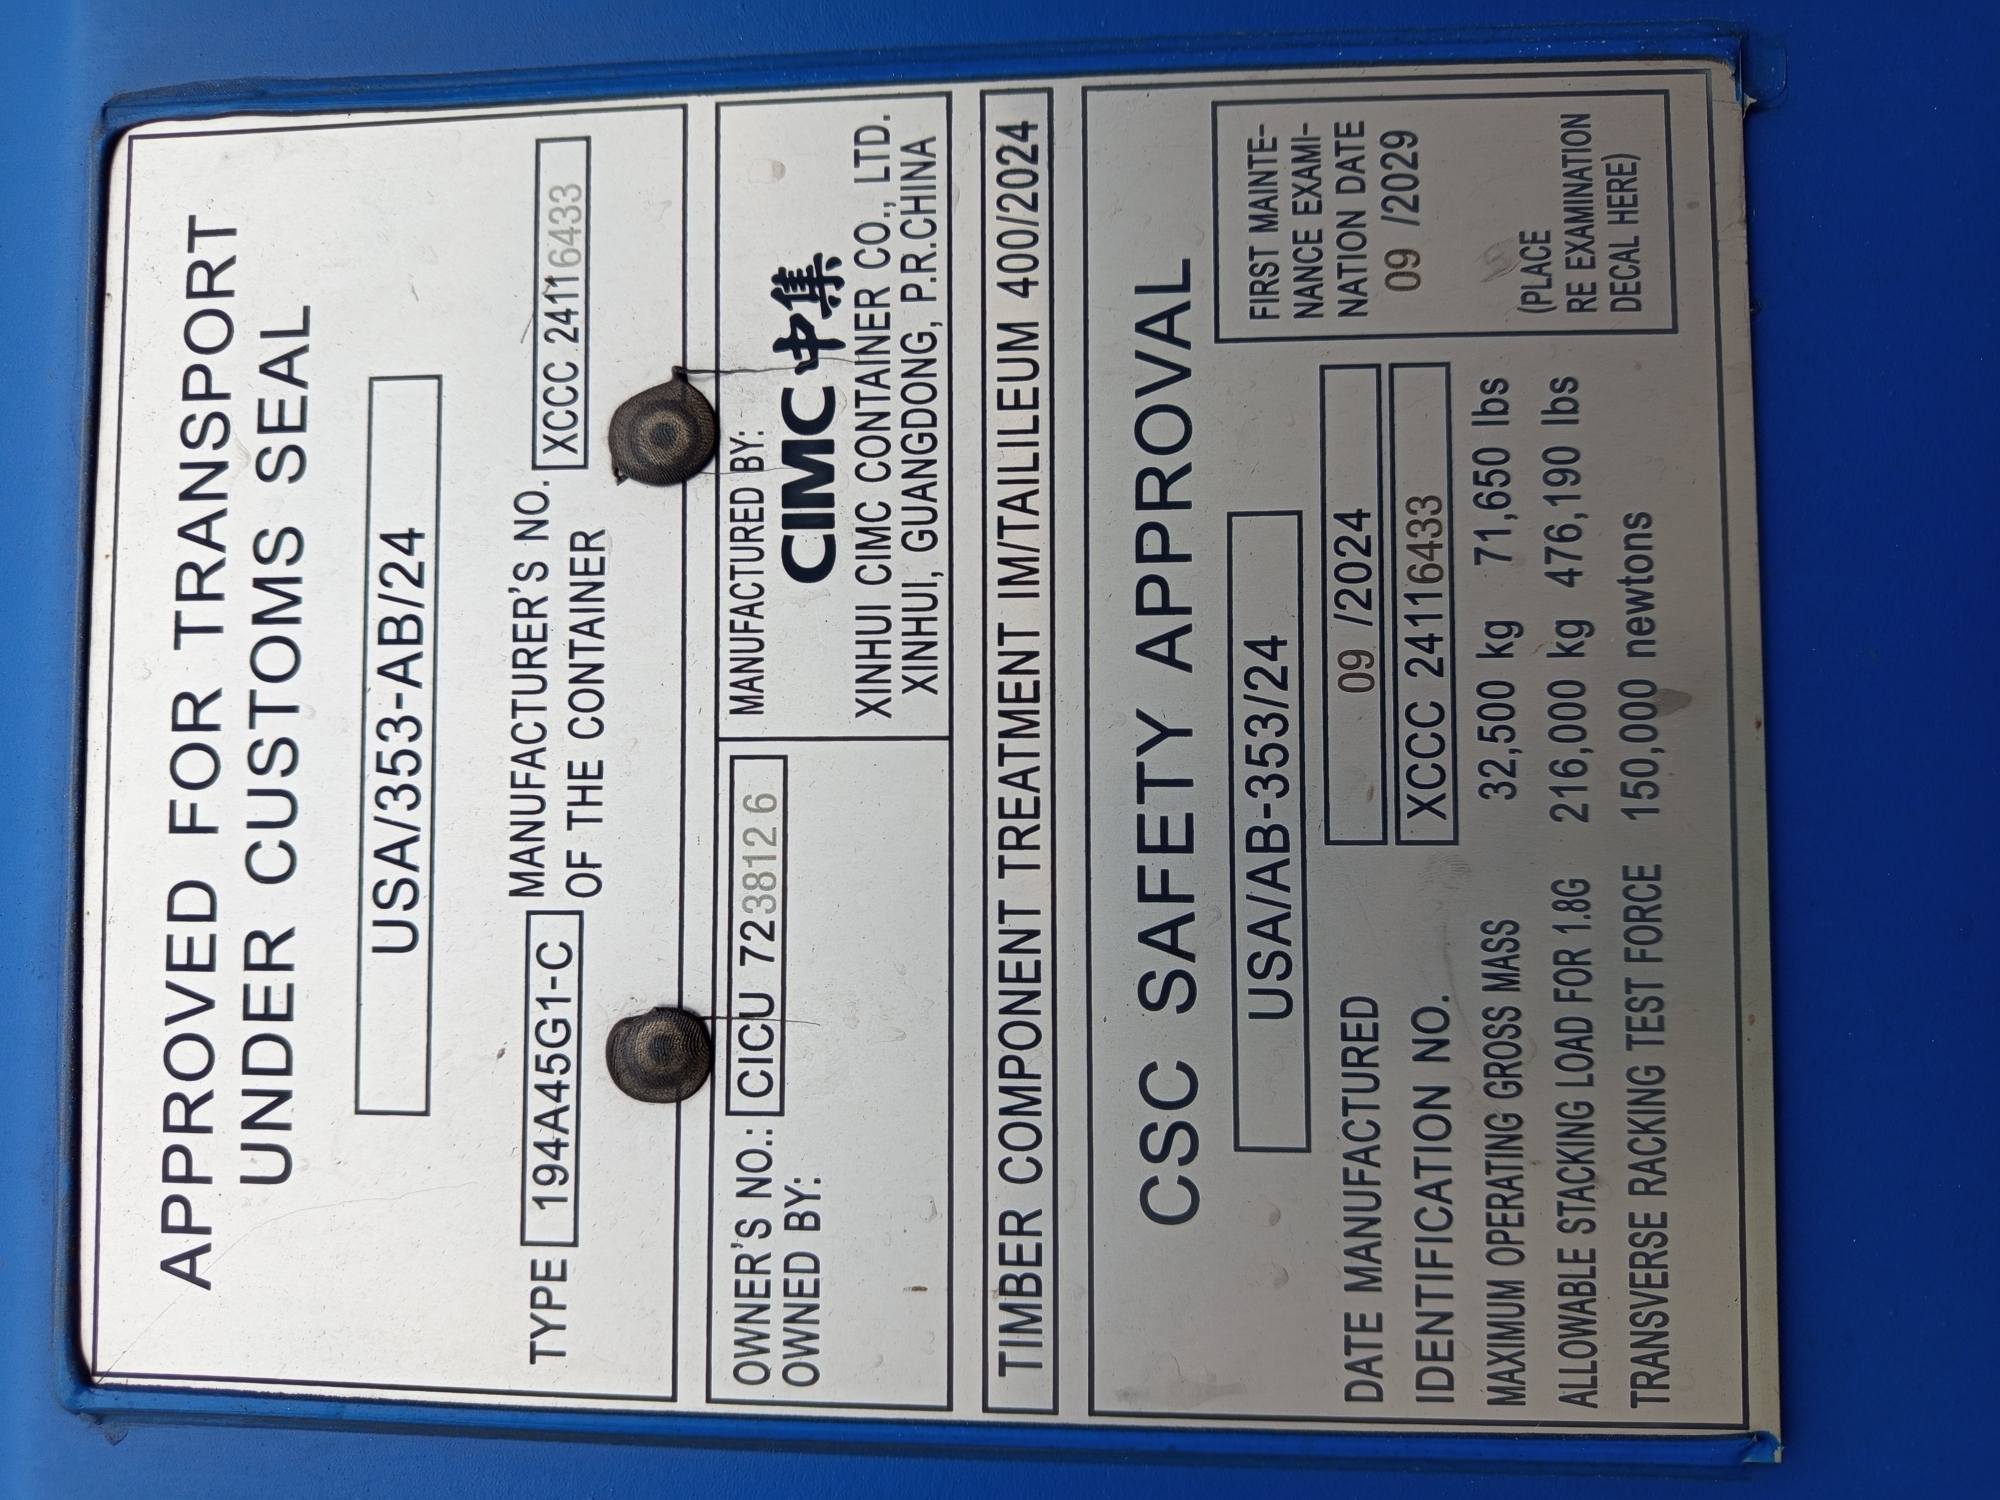 APPROVED FOR TRANSPORT
UNDER CUSTOMS SEAL
USA/353-AB/24
TYPE 194A45G1-C MANUFACTURER'S NO.
OF THE CONTAINER XCCC 24116433
OWNER'S NO.: CICU 723812 6
OWNED BY:
MANUFACTURED BY:
CIMC 中集
XINHUI CIMC CONTAINER CO., LTD.
XINHUI, GUANGDONG, P.R.CHINA
TIMBER COMPONENT TREATMENT IM/TAILILEUM 400/2024
CSC SAFETY APPROVAL
USA/AB-353/24
DATE MANUFACTURED 09 /2024
IDENTIFICATION NO. XCCC 24116433
MAXIMUM OPERATING GROSS MASS 32,500 kg 71,650 lbs
ALLOWABLE STACKING LOAD FOR 1.8G 216,000 kg 476,190 lbs
TRANSVERSE RACKING TEST FORCE 150,000 newtons
FIRST MAINTE-
NANCE EXAMI-
NATION DATE
09 /2029
(PLACE
RE EXAMINATION
DECAL HERE)